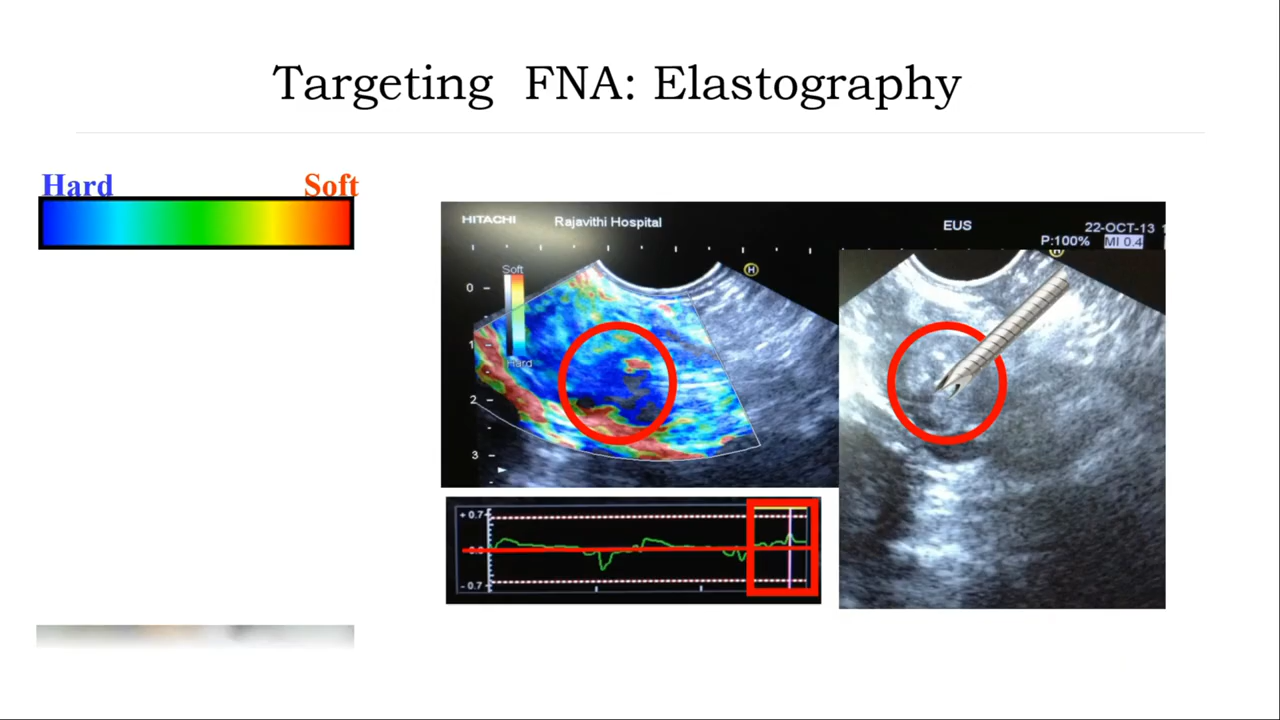 Targeting FNA: Elastography
Hard Soft
HITACHI Rajavithi Hospital EUS 22-OCT-13
P:100% MI 0.4
Soft
Hard
H
H
0
1
2
3
+ 0.7
- 0.7